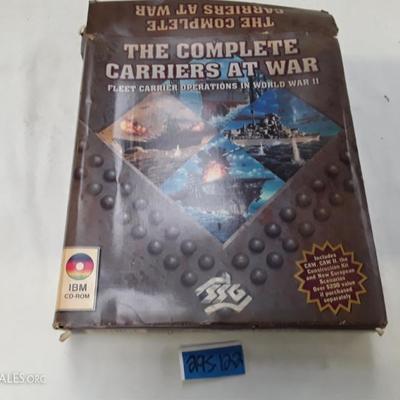 THE COMPLETE
CARRIERS AT WAR
THE COMPLETE
CARRIERS AT WAR
FLEET CARRIER OPERATIONS IN WORLD WAR II
Includes
CAW, CAW II, the
Construction Kit
and New European
Scenarios
Over $200 value
if purchased
separately
IBM
CD-ROM
SSG
ALES.ORG